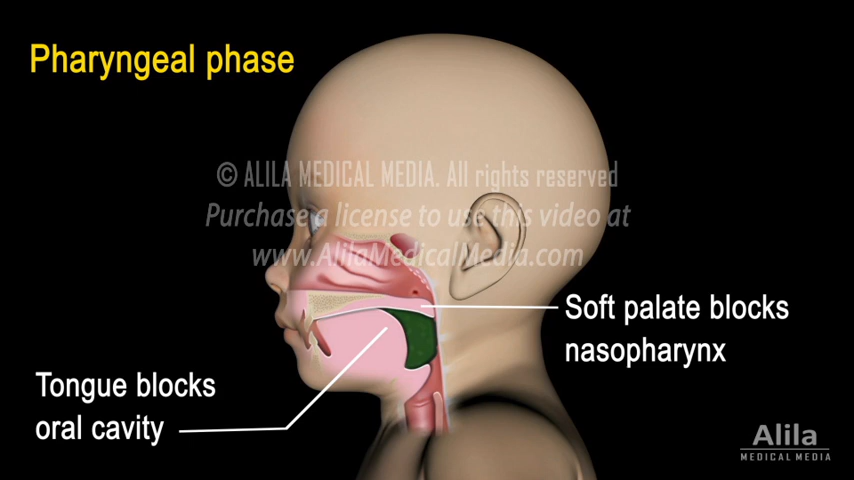 Pharyngeal phase
© ALILA MEDICAL MEDIA. All rights reserved
Purchase a license to use this video at
www.AlilaMedicalMedia.com
Soft palate blocks
nasopharynx
Tongue blocks
oral cavity
Alila
MEDICAL MEDIA